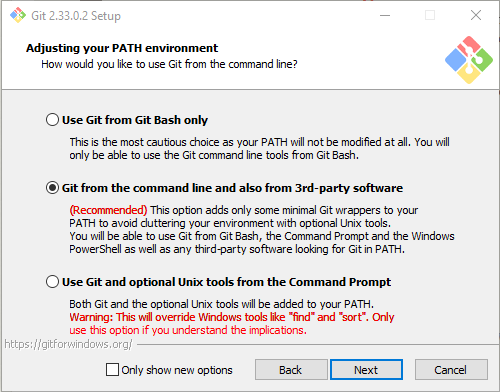 Git 2.33.0.2 Setup
Adjusting your PATH environment
How would you like to use Git from the command line?
Use Git from Git Bash only
This is the most cautious choice as your PATH will not be modified at all. You will
only be able to use the Git command line tools from Git Bash.
Git from the command line and also from 3rd-party software
(Recommended) This option adds only some minimal Git wrappers to your
PATH to avoid cluttering your environment with optional Unix tools.
You will be able to use Git from Git Bash, the Command Prompt and the Windows
PowerShell as well as any third-party software looking for Git in PATH.
Use Git and optional Unix tools from the Command Prompt
Both Git and the optional Unix tools will be added to your PATH.
Warning: This will override Windows tools like "find" and "sort". Only
use this option if you understand the implications.
https://gitforwindows.org/
Only show new options
Back
Next
Cancel